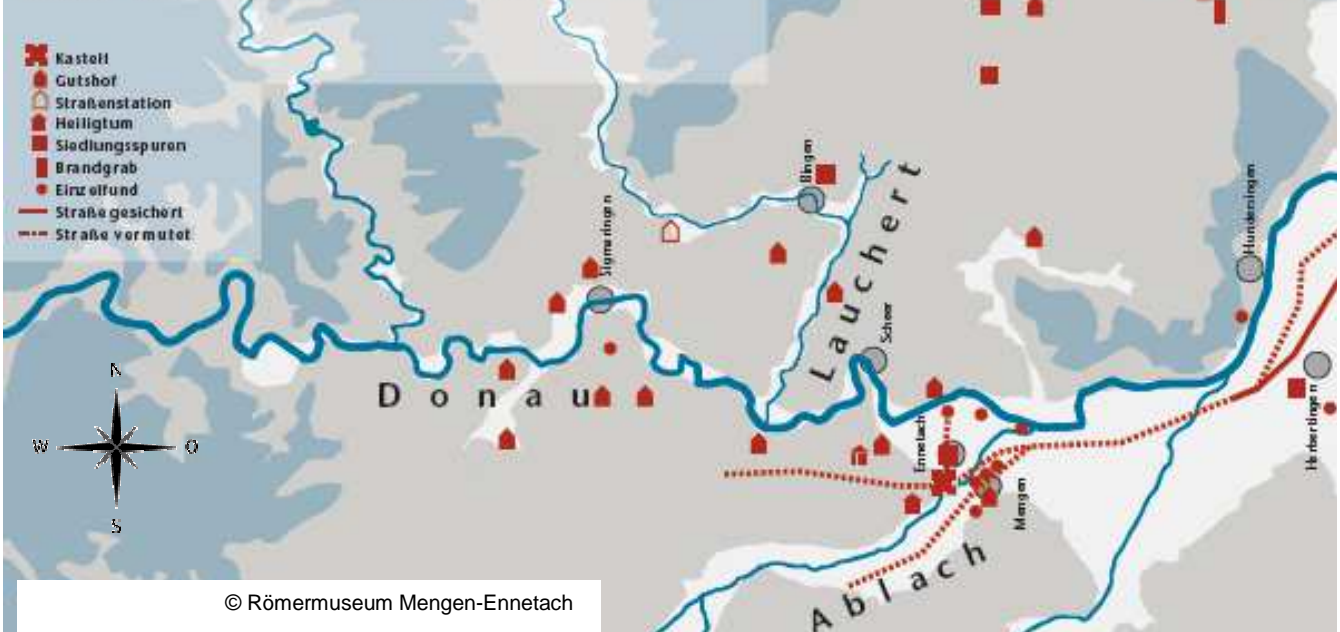 Kastell
Gutshof
Straßenstation
Heiligtum
Siedlungsspuren
Brandgrab
Einzelfund
Straße gesichert
Straße vermutet
Sigmaringen
Bingen
Lauchert
Scheer
Hundersingen
Herbertingen
Donau
Ennetach
Mengen
Ablach
N
W
O
S
© Römermuseum Mengen-Ennetach